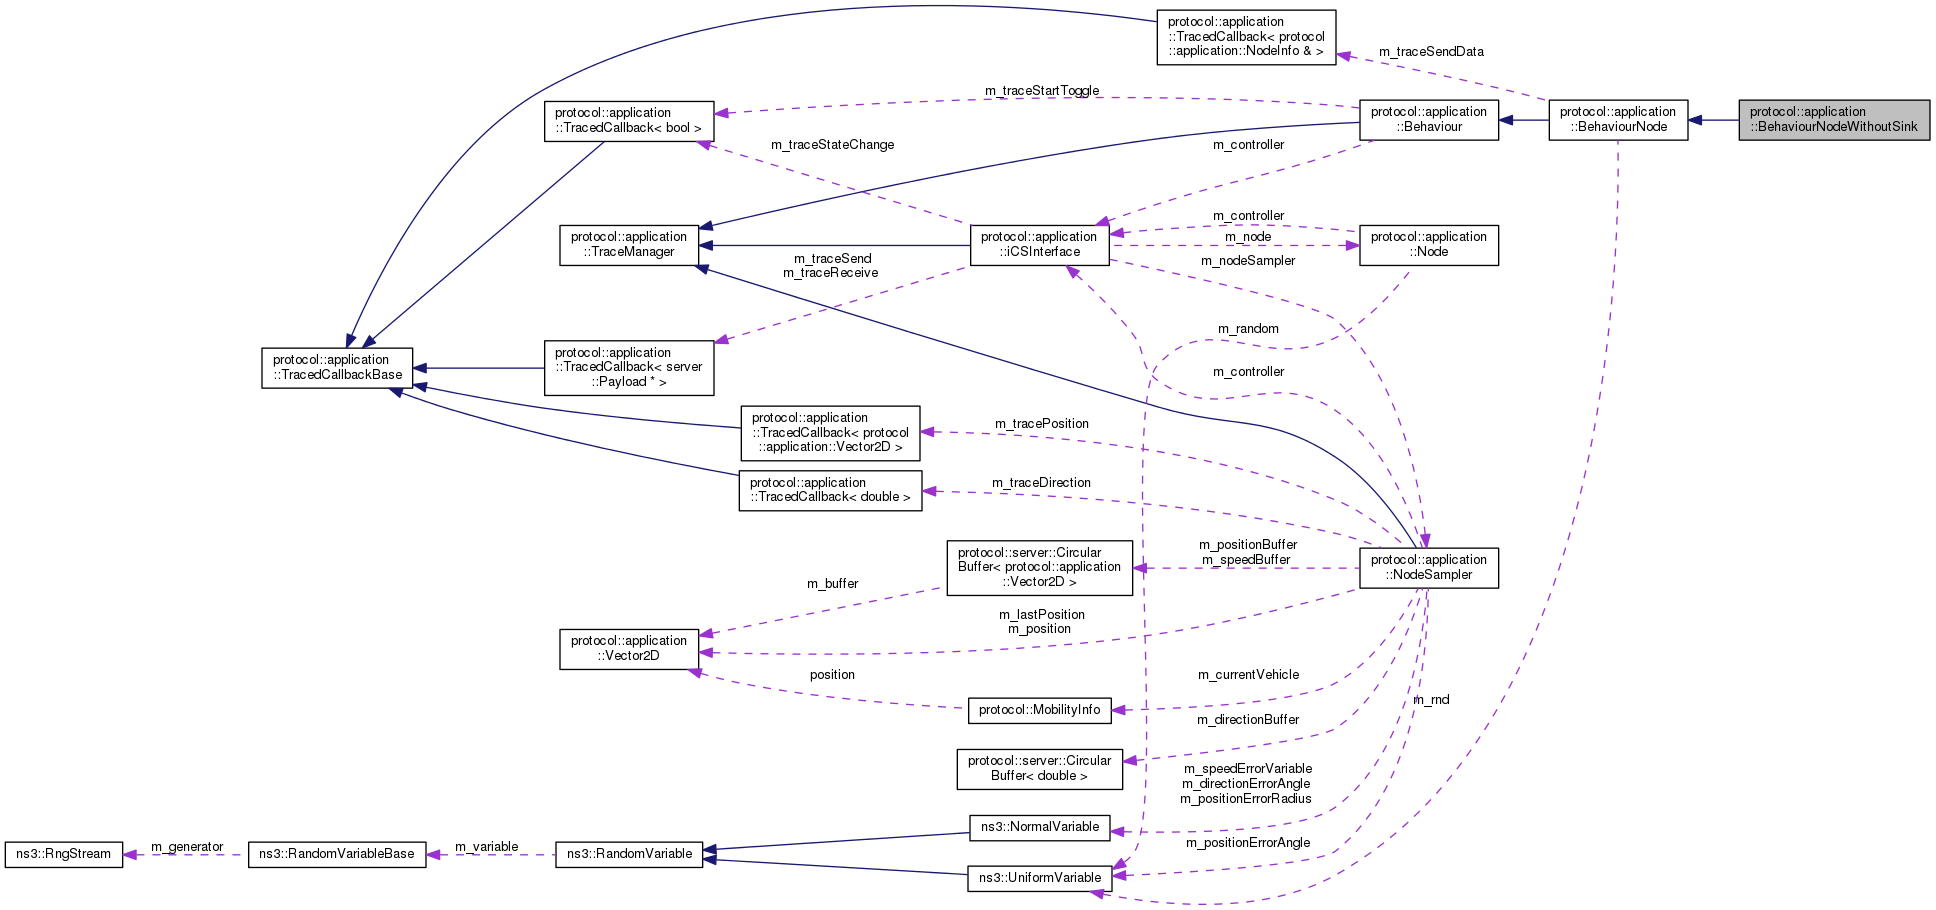 protocol::application
::TracedCallback< protocol
::application::NodeInfo & >
m_traceSendData
m_traceStartToggle
protocol::application
::TracedCallback< bool >
protocol::application
::Behaviour
protocol::application
::BehaviourNode
protocol::application
::BehaviourNodeWithoutSink
m_traceStateChange
m_controller
protocol::application
::TraceManager
protocol::application
::iCSInterface
m_controller
m_node
m_nodeSampler
protocol::application
::Node
m_traceSend
m_traceReceive
m_random
protocol::application
::TracedCallbackBase
protocol::application
::TracedCallback< server
::Payload * >
m_controller
protocol::application
::TracedCallback< protocol
::application::Vector2D >
m_tracePosition
protocol::application
::TracedCallback< double >
m_traceDirection
protocol::server::Circular
Buffer< protocol::application
::Vector2D >
m_positionBuffer
m_speedBuffer
protocol::application
::NodeSampler
m_buffer
m_lastPosition
m_position
protocol::application
::Vector2D
position
m_currentVehicle
protocol::MobilityInfo
m_rnd
m_directionBuffer
protocol::server::Circular
Buffer< double >
m_speedErrorVariable
m_directionErrorAngle
m_positionErrorRadius
ns3::NormalVariable
m_positionErrorAngle
ns3::RngStream
m_generator
ns3::RandomVariableBase
m_variable
ns3::RandomVariable
ns3::UniformVariable